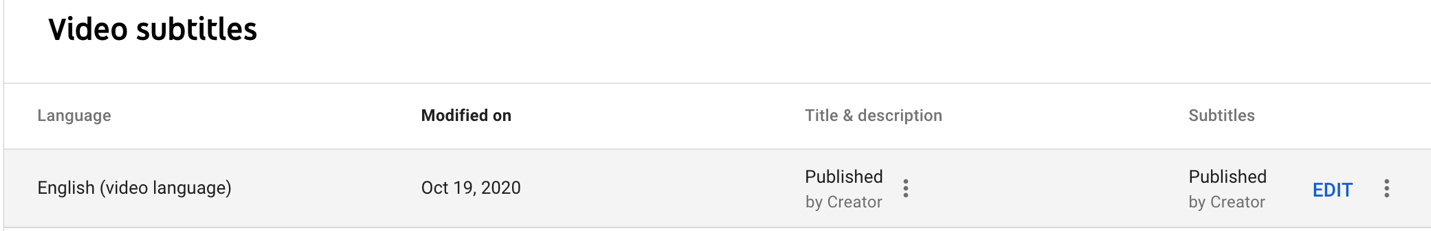 Video subtitles
Language Modified on Title & description Subtitles
English (video language) Oct 19, 2020 Published Published EDIT
by Creator by Creator